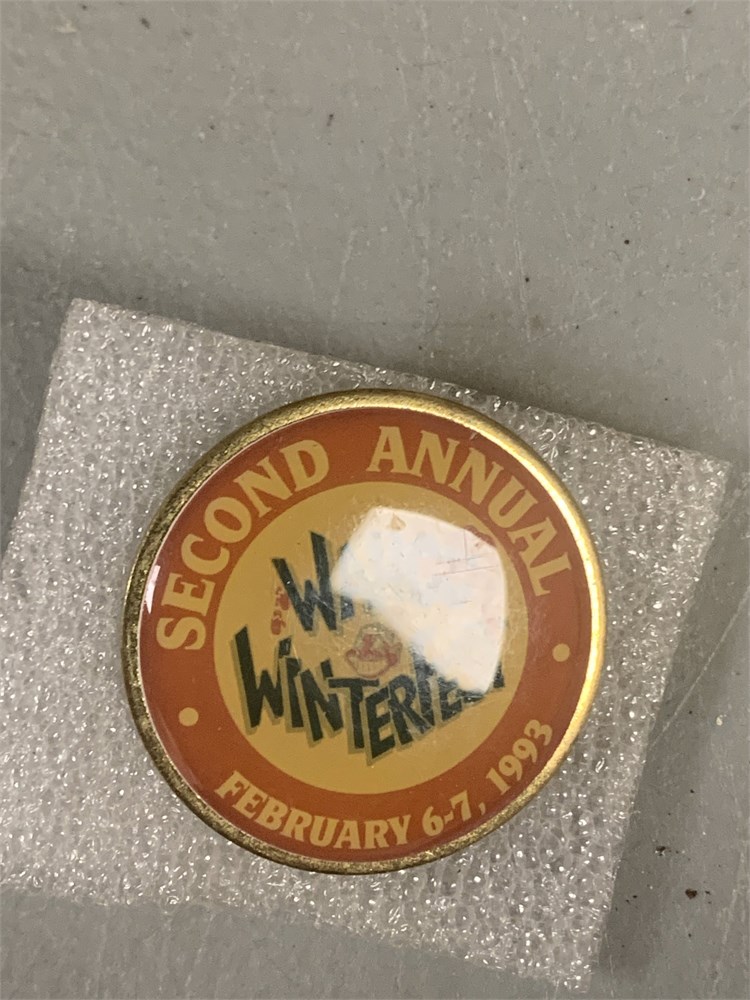 SECOND ANNUAL
WINTERFEST
FEBRUARY 6-7, 1993